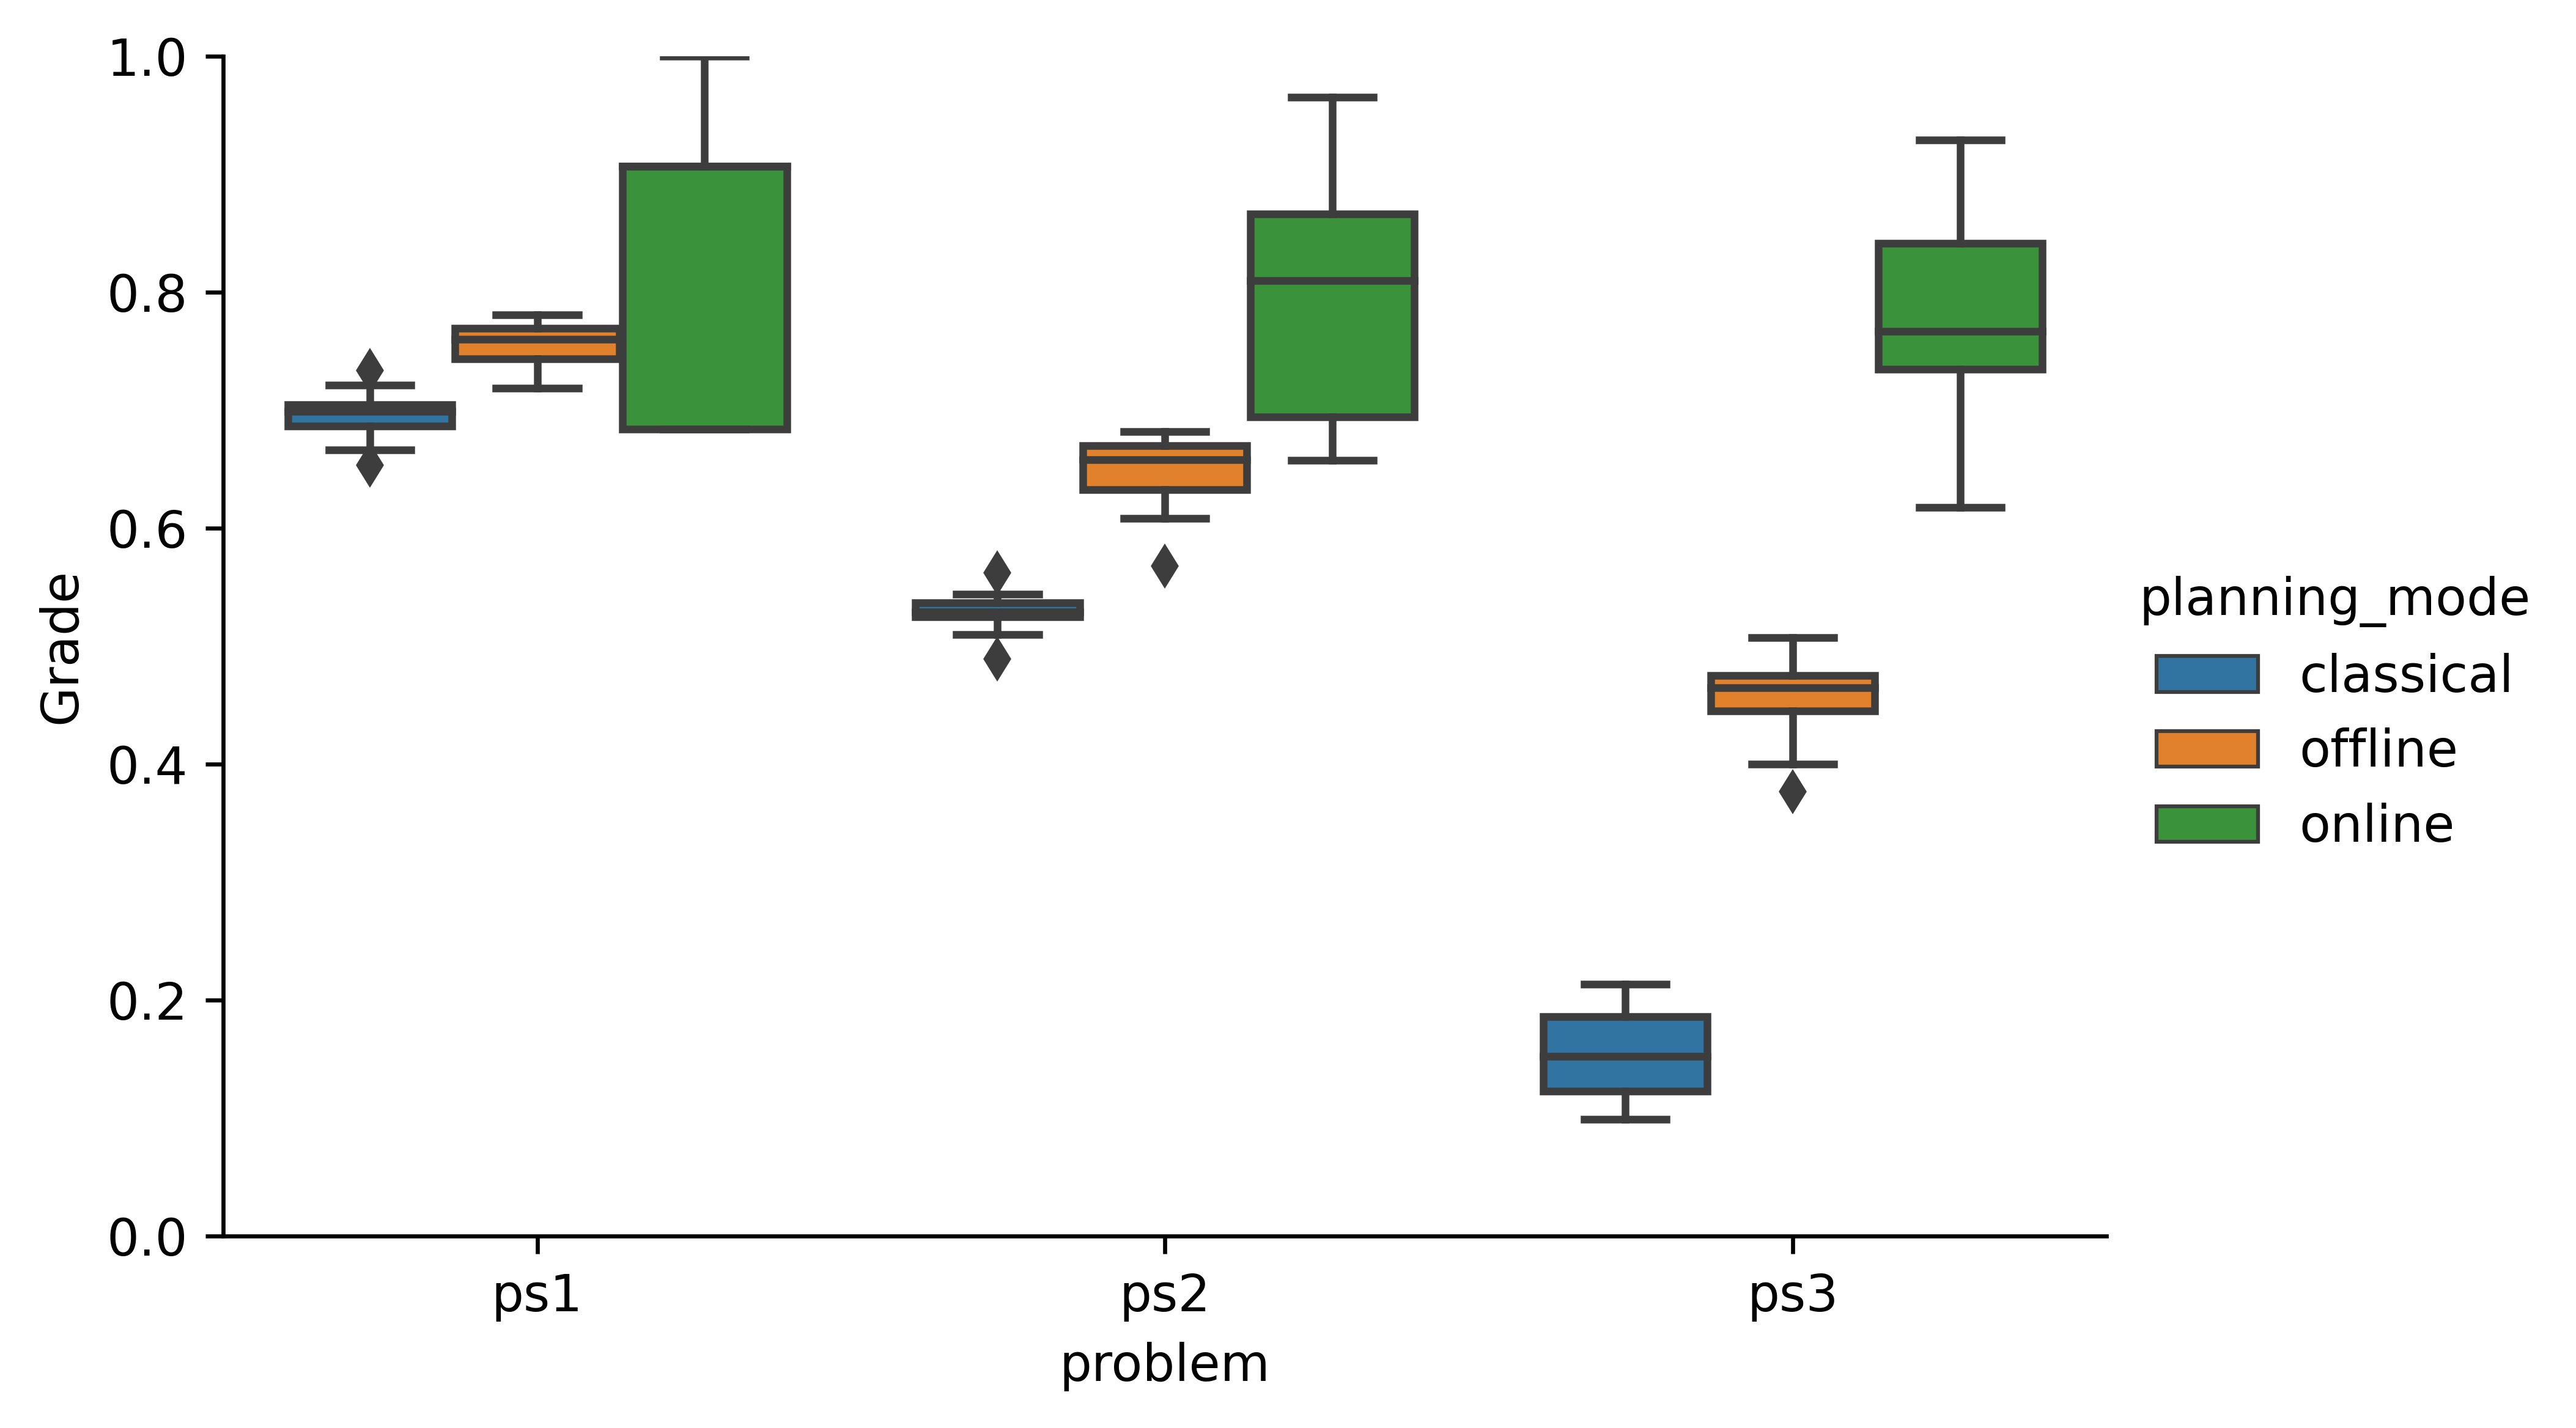 1.0
0.8
0.6
0.4
0.2
0.0
Grade
ps1
ps2
ps3
problem
planning_mode
classical
offline
online